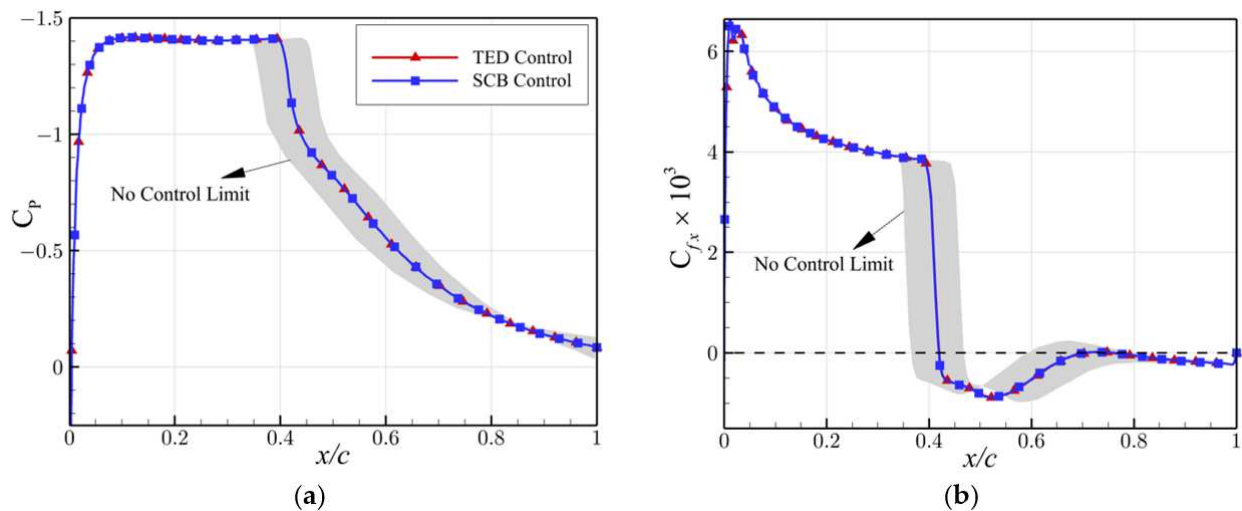 −1.5
−1
−0.5
0
C_P
TED Control
SCB Control
No Control Limit
0 0.2 0.4 0.6 0.8 1
x/c
(a)
6
4
2
0
C_{f,x} × 10^3
No Control Limit
0 0.2 0.4 0.6 0.8 1
x/c
(b)